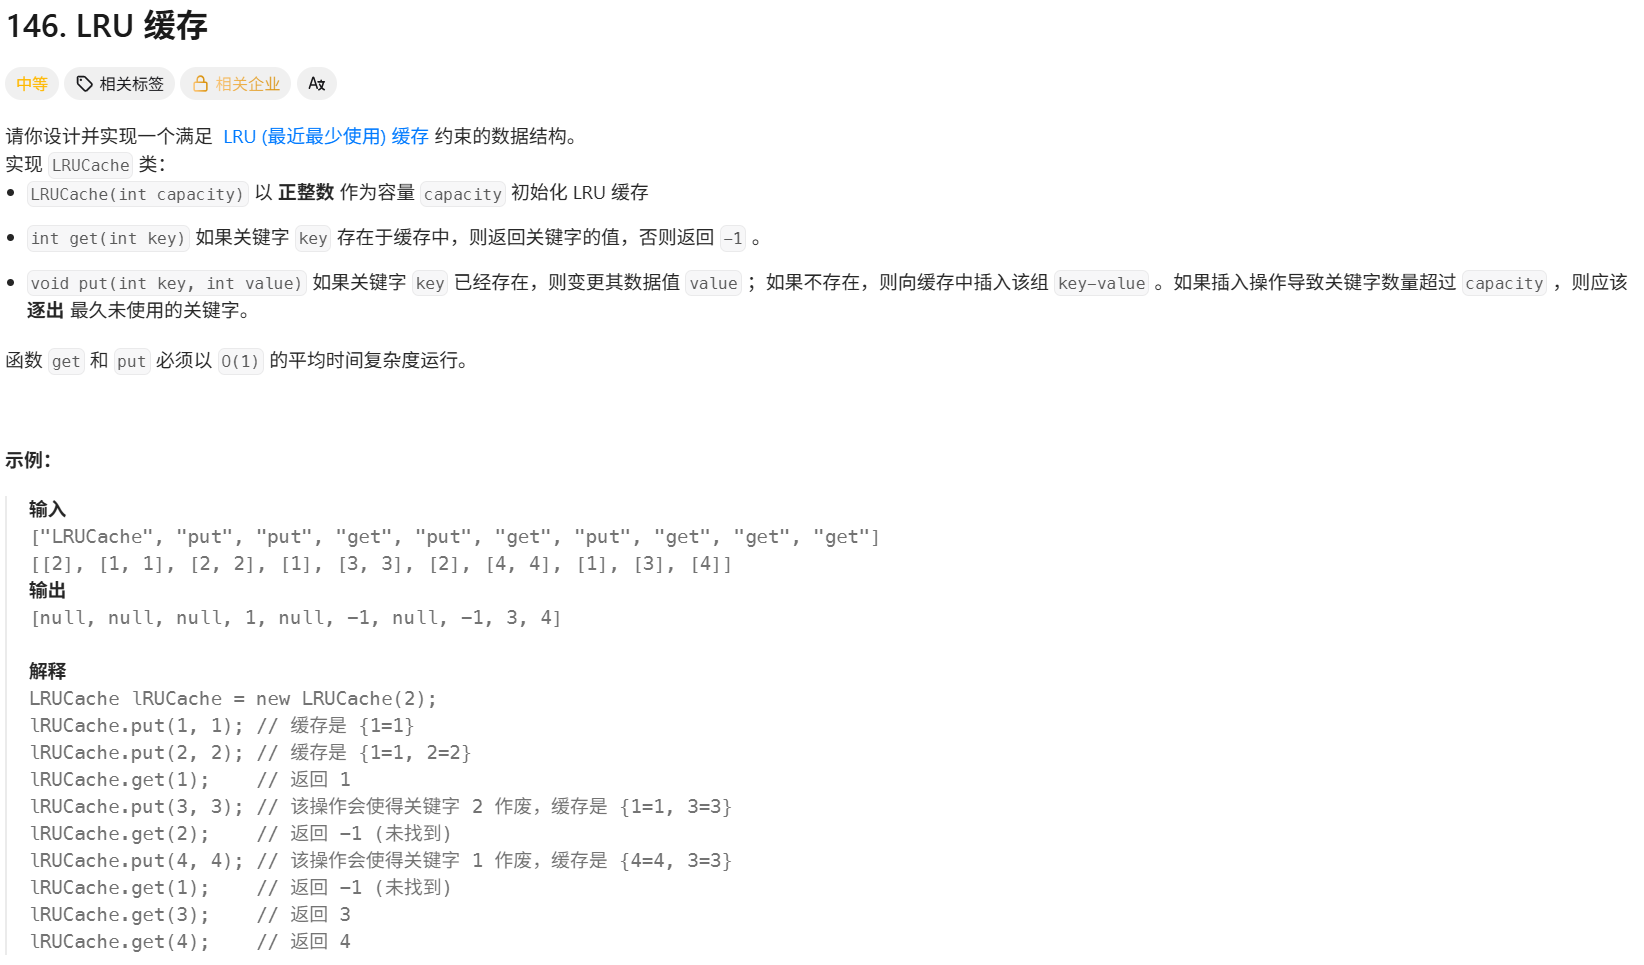 146. LRU 缓存
中等 相关标签 相关企业 A文
请你设计并实现一个满足 LRU (最近最少使用) 缓存 约束的数据结构。
实现 LRUCache 类：
• LRUCache(int capacity) 以 正整数 作为容量 capacity 初始化 LRU 缓存
• int get(int key) 如果关键字 key 存在于缓存中，则返回关键字的值，否则返回 -1 。
• void put(int key, int value) 如果关键字 key 已经存在，则变更其数据值 value ；如果不存在，则向缓存中插入该组 key-value 。如果插入操作导致关键字数量超过 capacity ，则应该
逐出 最久未使用的关键字。
函数 get 和 put 必须以 O(1) 的平均时间复杂度运行。
示例：
输入
["LRUCache", "put", "put", "get", "put", "get", "put", "get", "get", "get"]
[[2], [1, 1], [2, 2], [1], [3, 3], [2], [4, 4], [1], [3], [4]]
输出
[null, null, null, 1, null, -1, null, -1, 3, 4]
解释
LRUCache lRUCache = new LRUCache(2);
lRUCache.put(1, 1); // 缓存是 {1=1}
lRUCache.put(2, 2); // 缓存是 {1=1, 2=2}
lRUCache.get(1);    // 返回 1
lRUCache.put(3, 3); // 该操作会使得关键字 2 作废，缓存是 {1=1, 3=3}
lRUCache.get(2);    // 返回 -1 (未找到)
lRUCache.put(4, 4); // 该操作会使得关键字 1 作废，缓存是 {4=4, 3=3}
lRUCache.get(1);    // 返回 -1 (未找到)
lRUCache.get(3);    // 返回 3
lRUCache.get(4);    // 返回 4